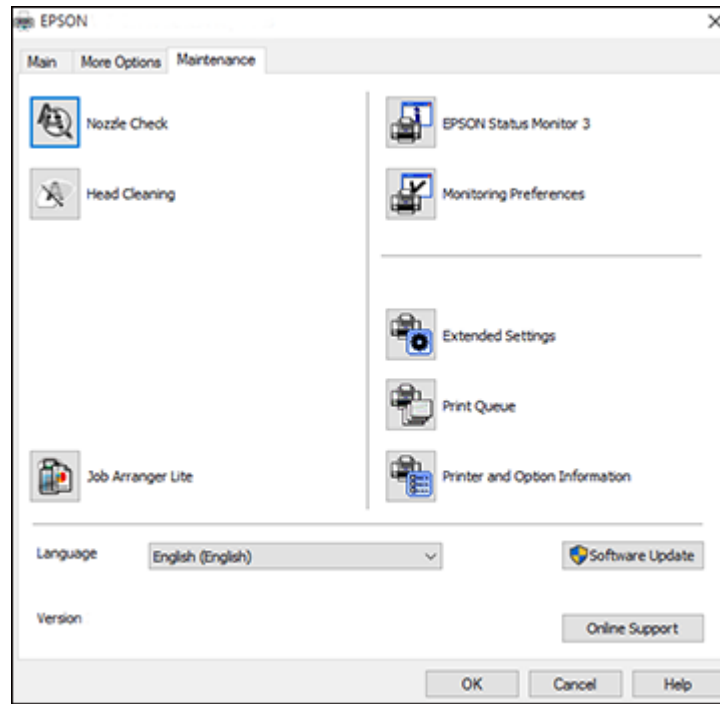 EPSON
Main More Options Maintenance
Nozzle Check
EPSON Status Monitor 3
Head Cleaning
Monitoring Preferences
Extended Settings
Print Queue
Job Arranger Lite
Printer and Option Information
Language English (English) Software Update
Version
Online Support
OK Cancel Help